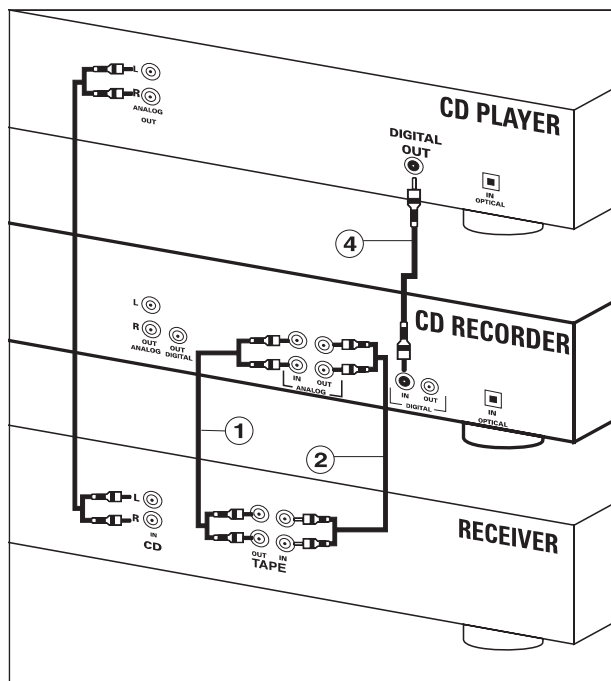 L
R
ANALOG
OUT
CD PLAYER
DIGITAL
OUT
IN
OPTICAL
4
L
R
OUT
ANALOG
OUT
DIGITAL
IN
OUT
ANALOG
CD RECORDER
IN
OUT
DIGITAL
IN
OPTICAL
1
2
L
R
IN
CD
OUT
IN
TAPE
RECEIVER